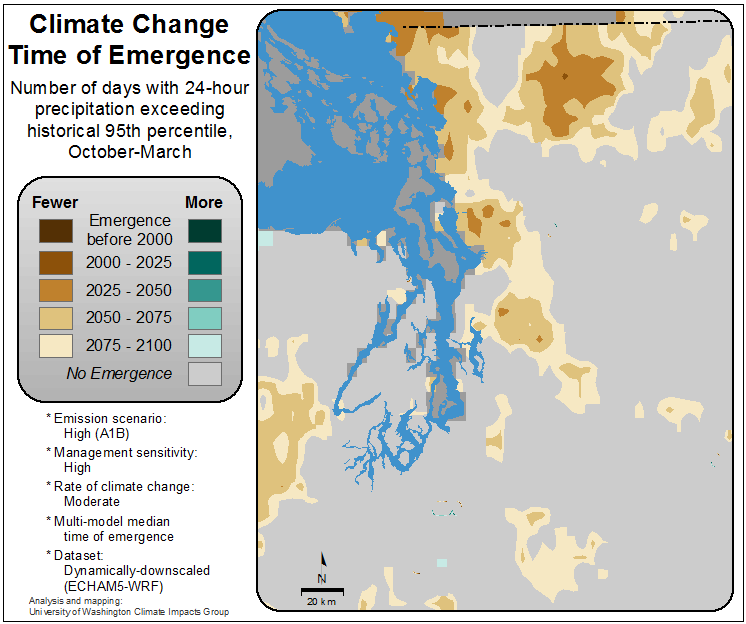 Climate Change
Time of Emergence
Number of days with 24-hour
precipitation exceeding
historical 95th percentile,
October-March
Fewer More
Emergence
before 2000
2000 - 2025
2025 - 2050
2050 - 2075
2075 - 2100
No Emergence
* Emission scenario:
High (A1B)
* Management sensitivity:
High
* Rate of climate change:
Moderate
* Multi-model median
time of emergence
* Dataset:
Dynamically-downscaled
(ECHAM5-WRF)
Analysis and mapping:
University of Washington Climate Impacts Group
N
20 km